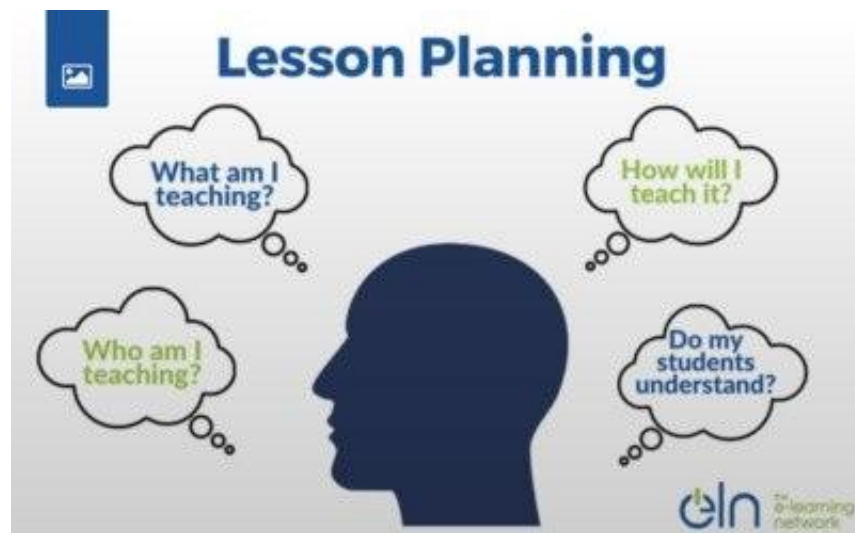 Lesson Planning
What am I
teaching?
How will I
teach it?
Who am I
teaching?
Do my
students
understand?
eln
the
e-learning
network